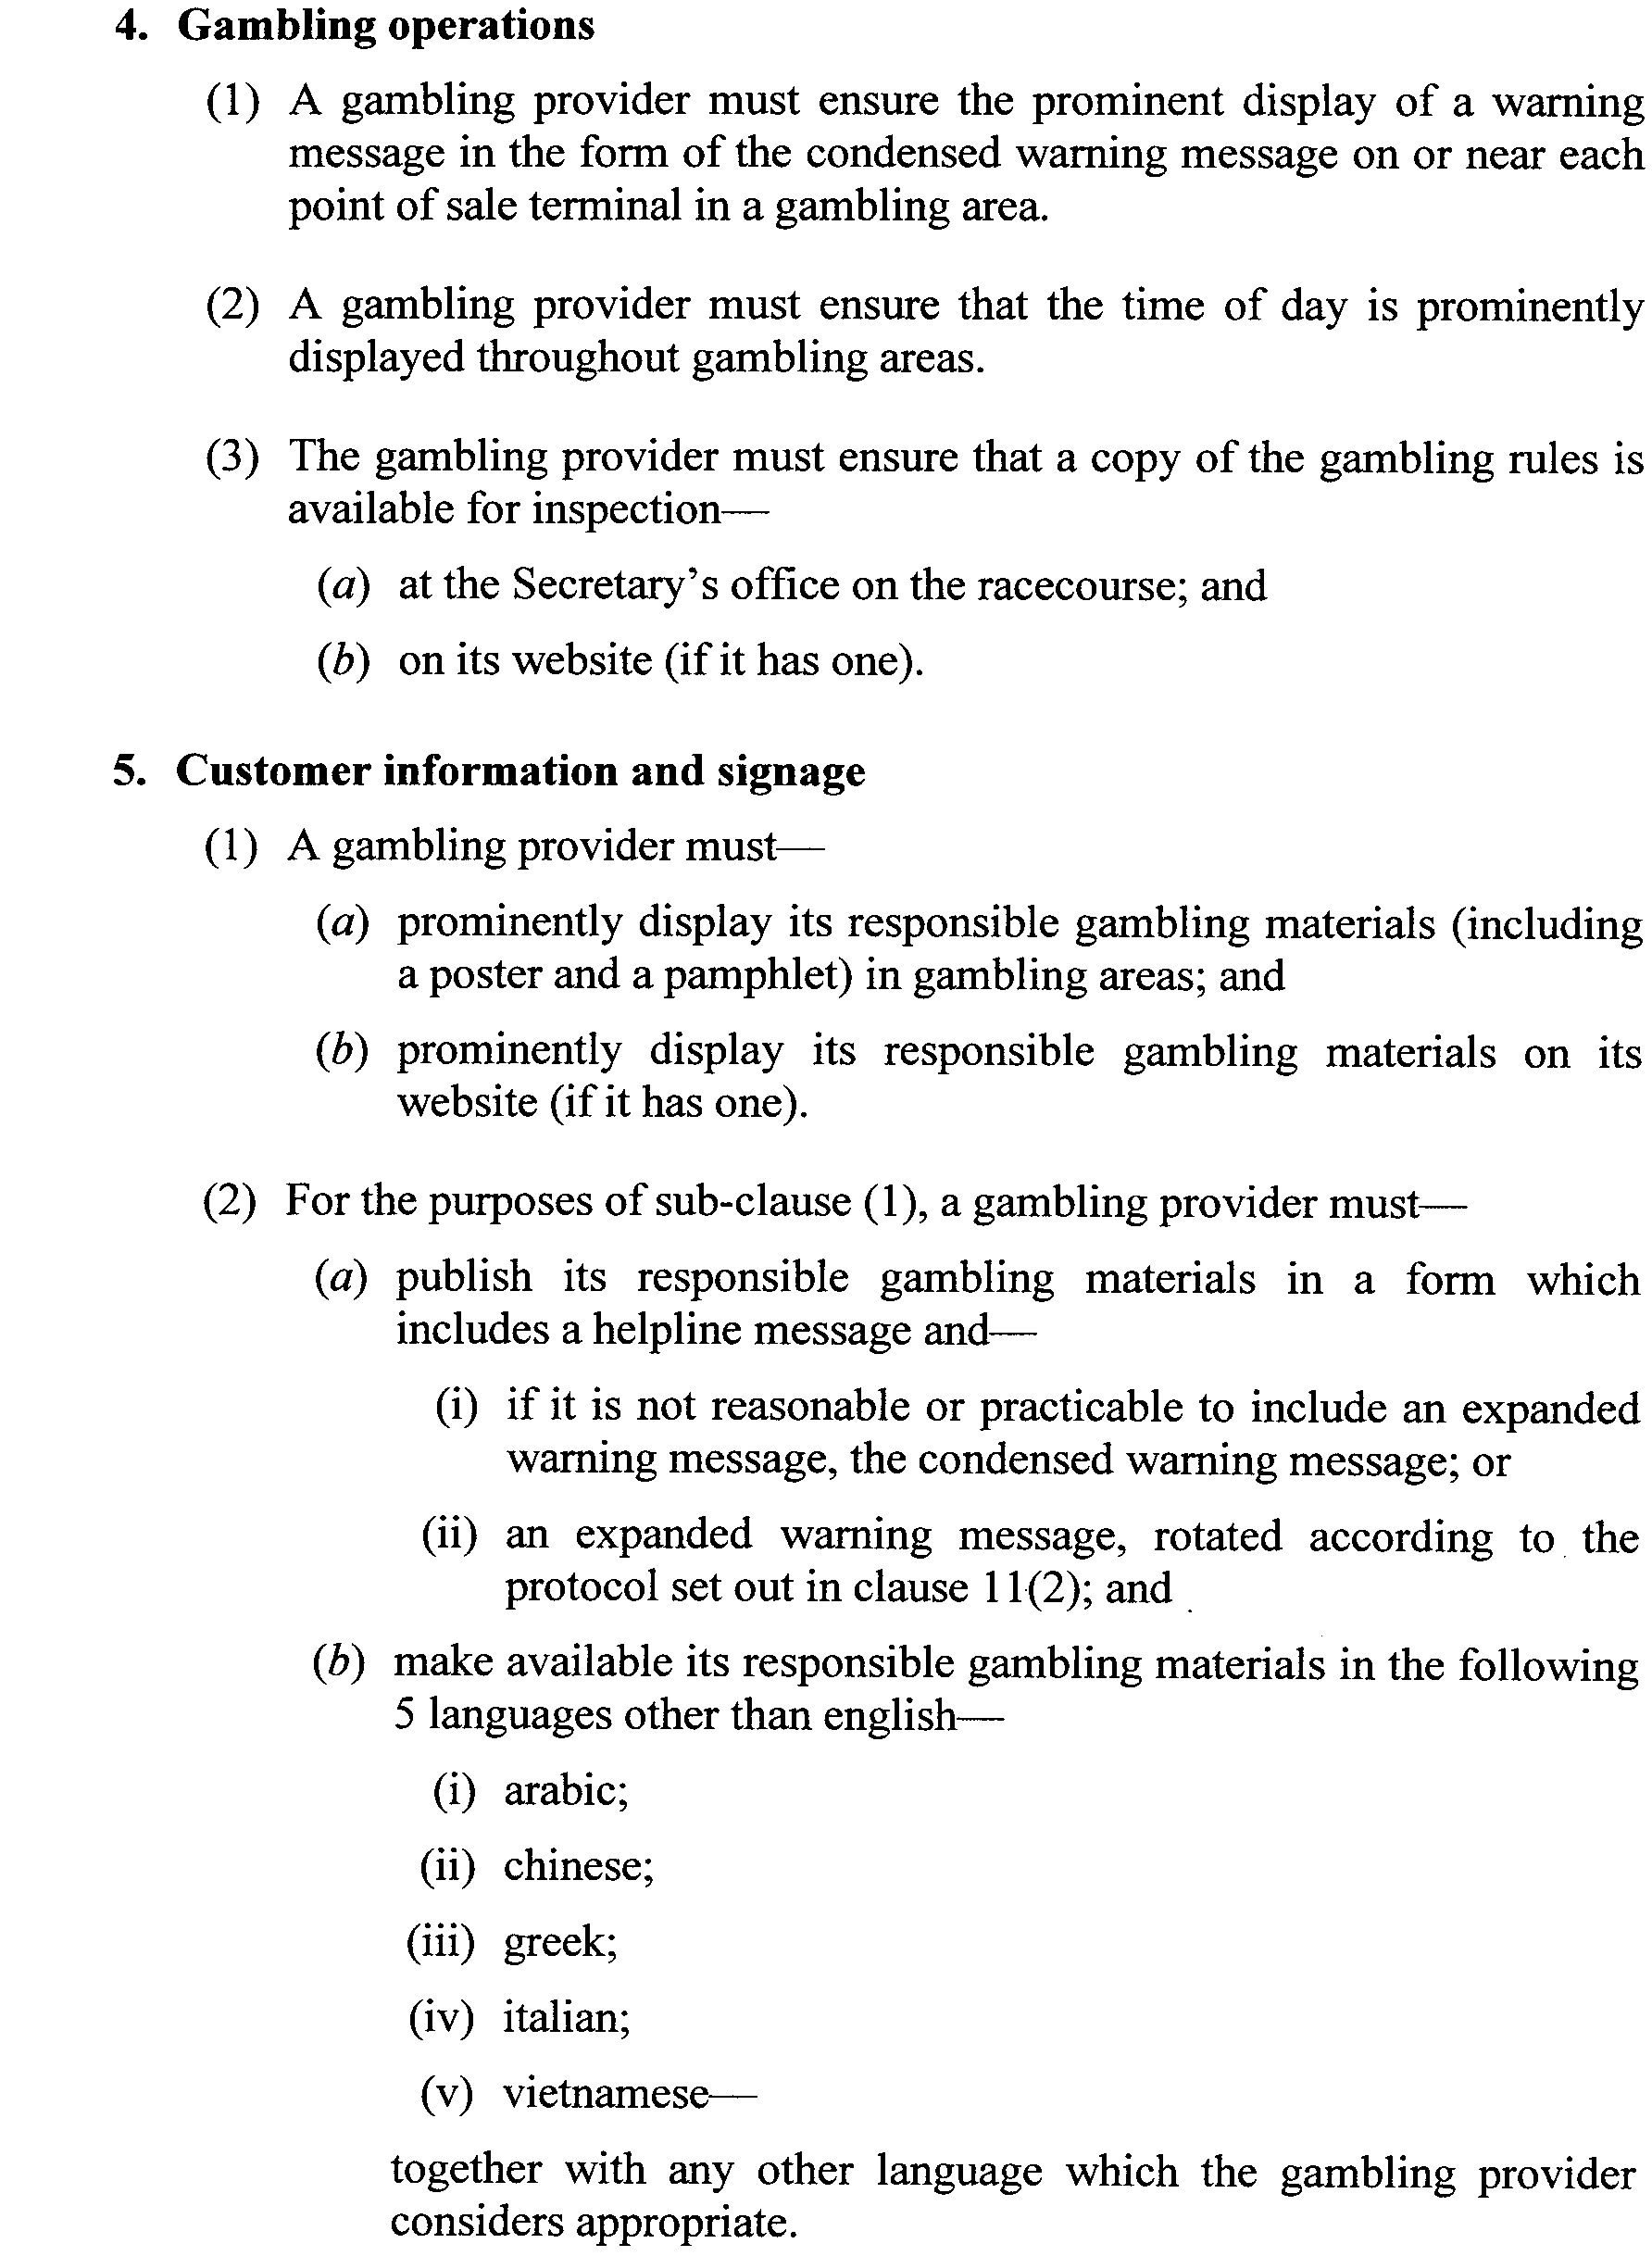 4. Gambling operations
(1) A gambling provider must ensure the prominent display of a warning
message in the form of the condensed warning message on or near each
point of sale terminal in a gambling area.
(2) A gambling provider must ensure that the time of day is prominently
displayed throughout gambling areas.
(3) The gambling provider must ensure that a copy of the gambling rules is
available for inspection—
(a) at the Secretary's office on the racecourse; and
(b) on its website (if it has one).
5. Customer information and signage
(1) A gambling provider must—
(a) prominently display its responsible gambling materials (including
a poster and a pamphlet) in gambling areas; and
(b) prominently display its responsible gambling materials on its
website (if it has one).
(2) For the purposes of sub-clause (1), a gambling provider must—
(a) publish its responsible gambling materials in a form which
includes a helpline message and—
(i) if it is not reasonable or practicable to include an expanded
warning message, the condensed warning message; or
(ii) an expanded warning message, rotated according to the
protocol set out in clause 11(2); and
(b) make available its responsible gambling materials in the following
5 languages other than english—
(i) arabic;
(ii) chinese;
(iii) greek;
(iv) italian;
(v) vietnamese—
together with any other language which the gambling provider
considers appropriate.